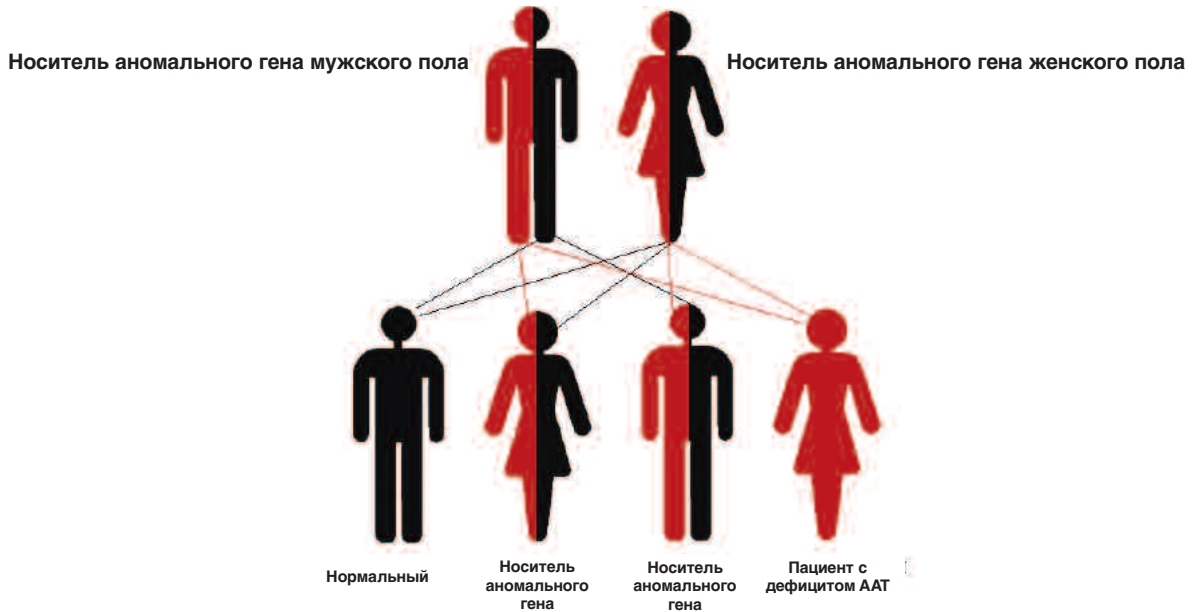 Носитель аномального гена мужского пола
Носитель аномального гена женского пола
Нормальный
Носитель
аномального
гена
Носитель
аномального
гена
Пациент с
дефицитом ААТ